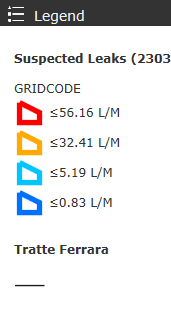 Legend
Suspected Leaks (2303
GRIDCODE
≤56.16 L/M
≤32.41 L/M
≤5.19 L/M
≤0.83 L/M
Tratte Ferrara